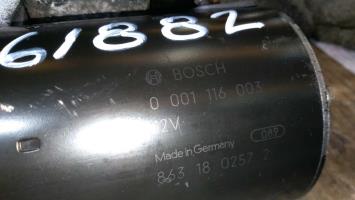 61882
BOSCH
0 001 116 003
12V
Made in Germany 089
863 18 0257 2